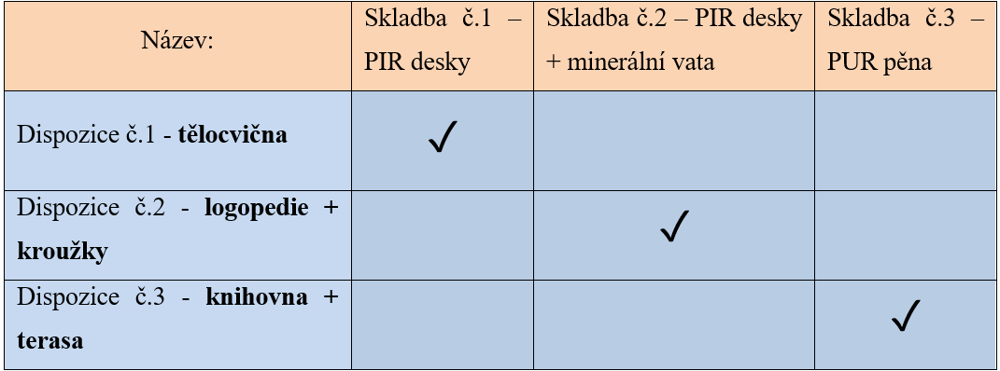 Název:
Skladba č.1 –
PIR desky
Skladba č.2 – PIR desky
+ minerální vata
Skladba č.3 –
PUR pěna
Dispozice č.1 - tělocvična
✓
Dispozice č.2 - logopedie +
kroužky
✓
Dispozice č.3 - knihovna +
terasa
✓